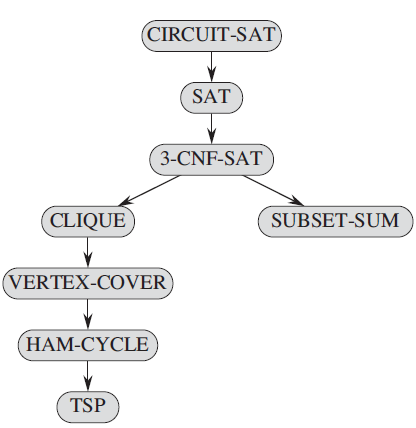 CIRCUIT-SAT
SAT
3-CNF-SAT
CLIQUE
SUBSET-SUM
VERTEX-COVER
HAM-CYCLE
TSP